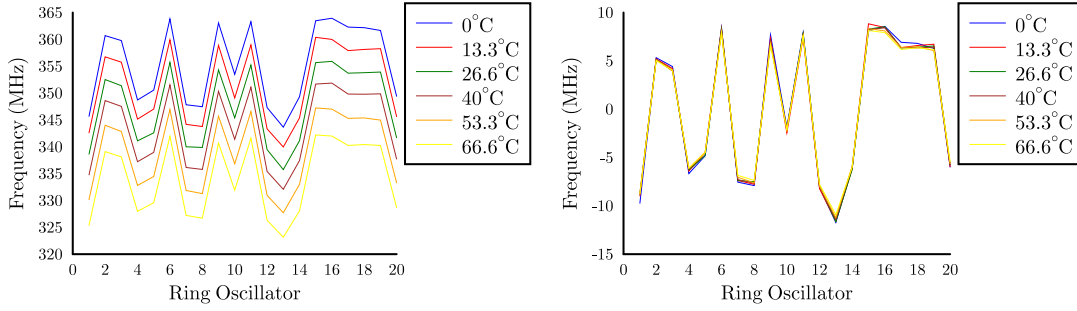 365
360
355
350
345
340
335
330
325
320
0 2 4 6 8 10 12 14 16 18 20
Frequency (MHz)
Ring Oscillator
0°C
13.3°C
26.6°C
40°C
53.3°C
66.6°C
10
5
0
-5
-10
-15
0 2 4 6 8 10 12 14 16 18 20
Frequency (MHz)
Ring Oscillator
0°C
13.3°C
26.6°C
40°C
53.3°C
66.6°C